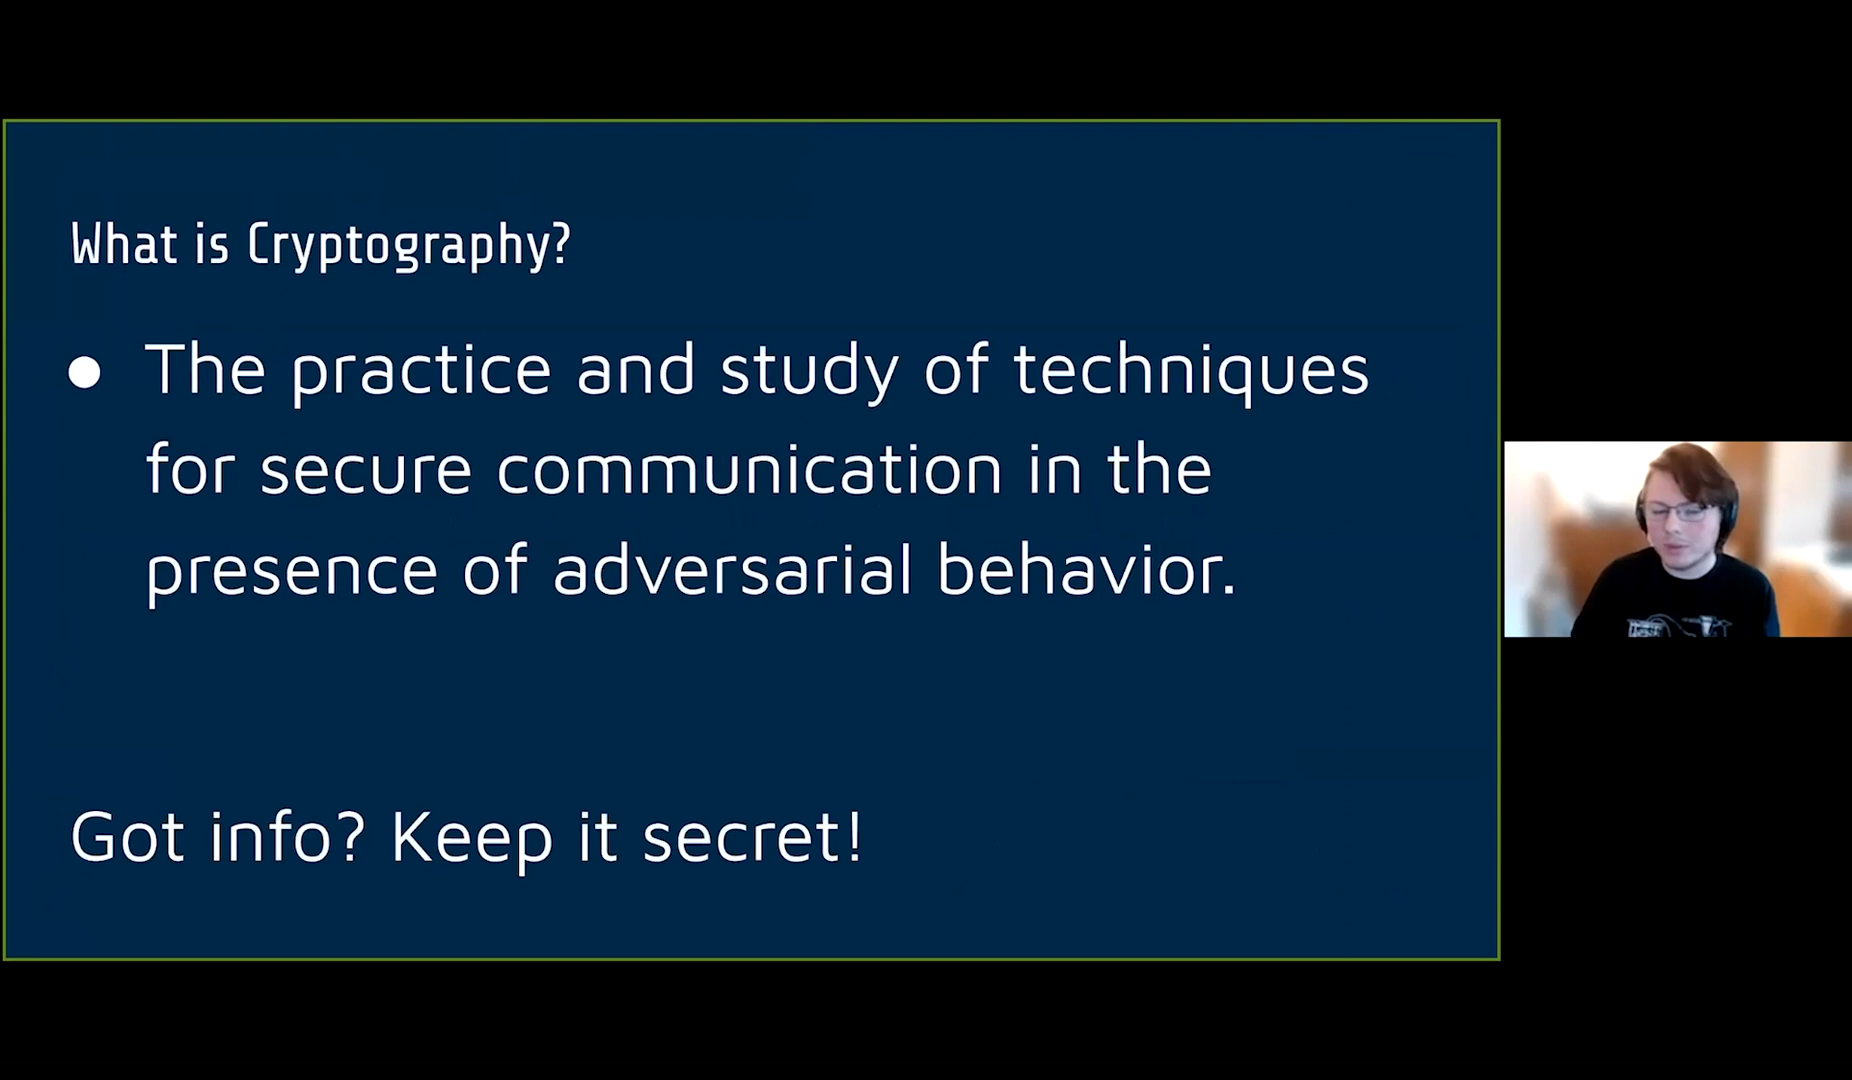 What is Cryptography?
● The practice and study of techniques
for secure communication in the
presence of adversarial behavior.
Got info? Keep it secret!